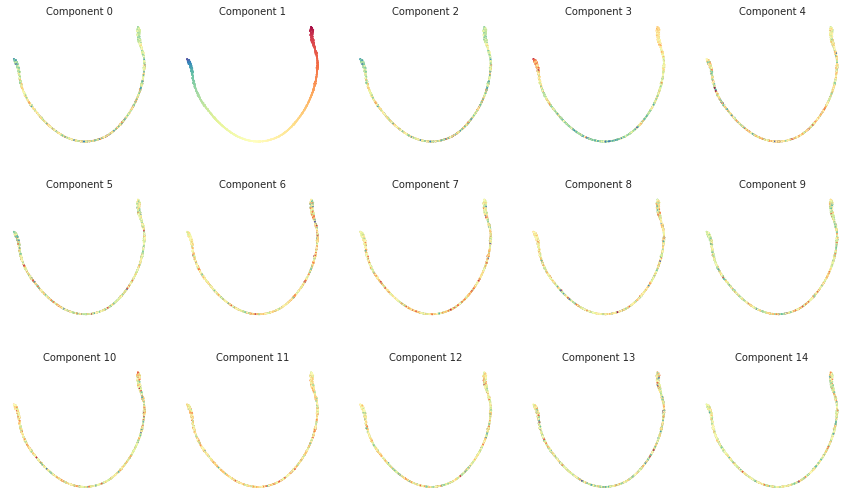 Component 0
Component 1
Component 2
Component 3
Component 4
Component 5
Component 6
Component 7
Component 8
Component 9
Component 10
Component 11
Component 12
Component 13
Component 14